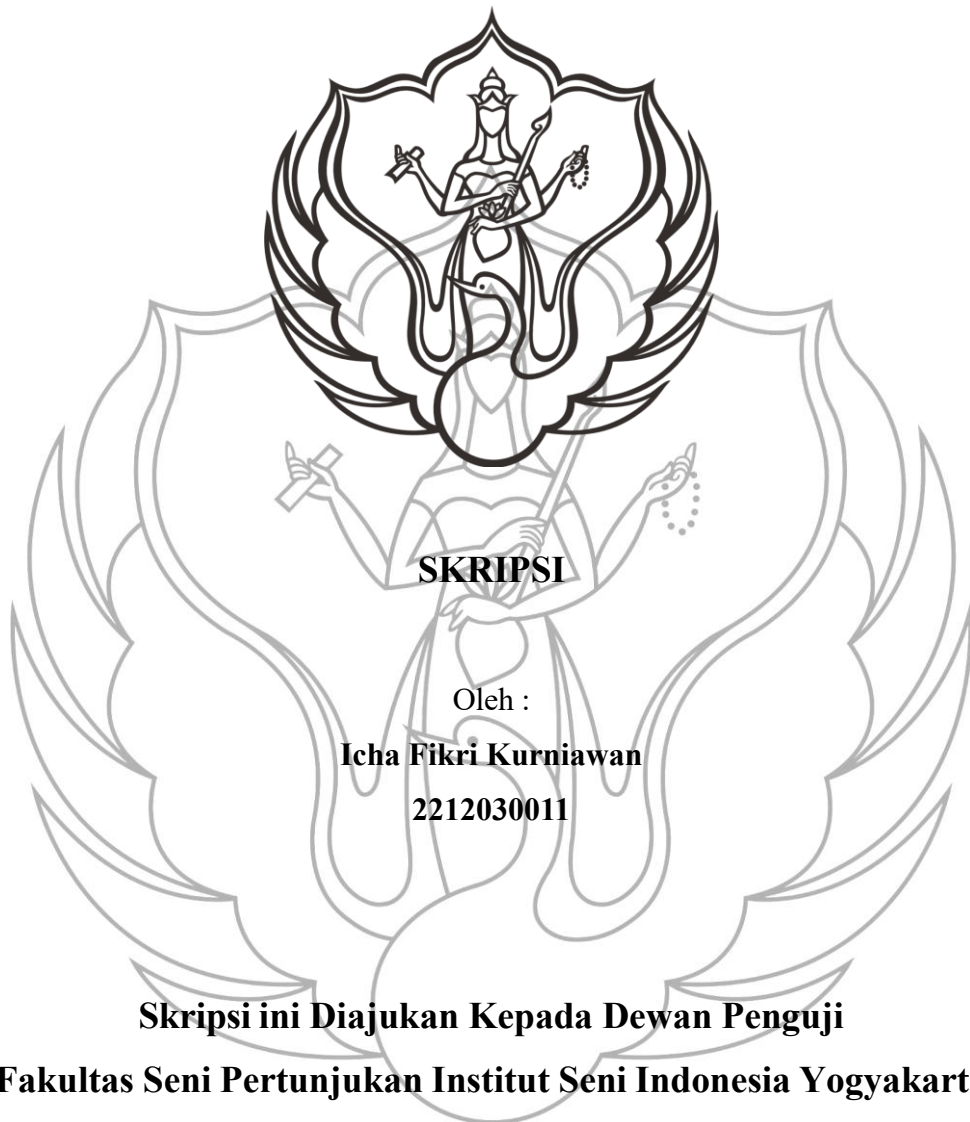 SKRIPSI
Oleh :
Icha Fikri Kurniawan
2212030011
Skripsi ini Diajukan Kepada Dewan Penguji
Fakultas Seni Pertunjukan Institut Seni Indonesia Yogyakart